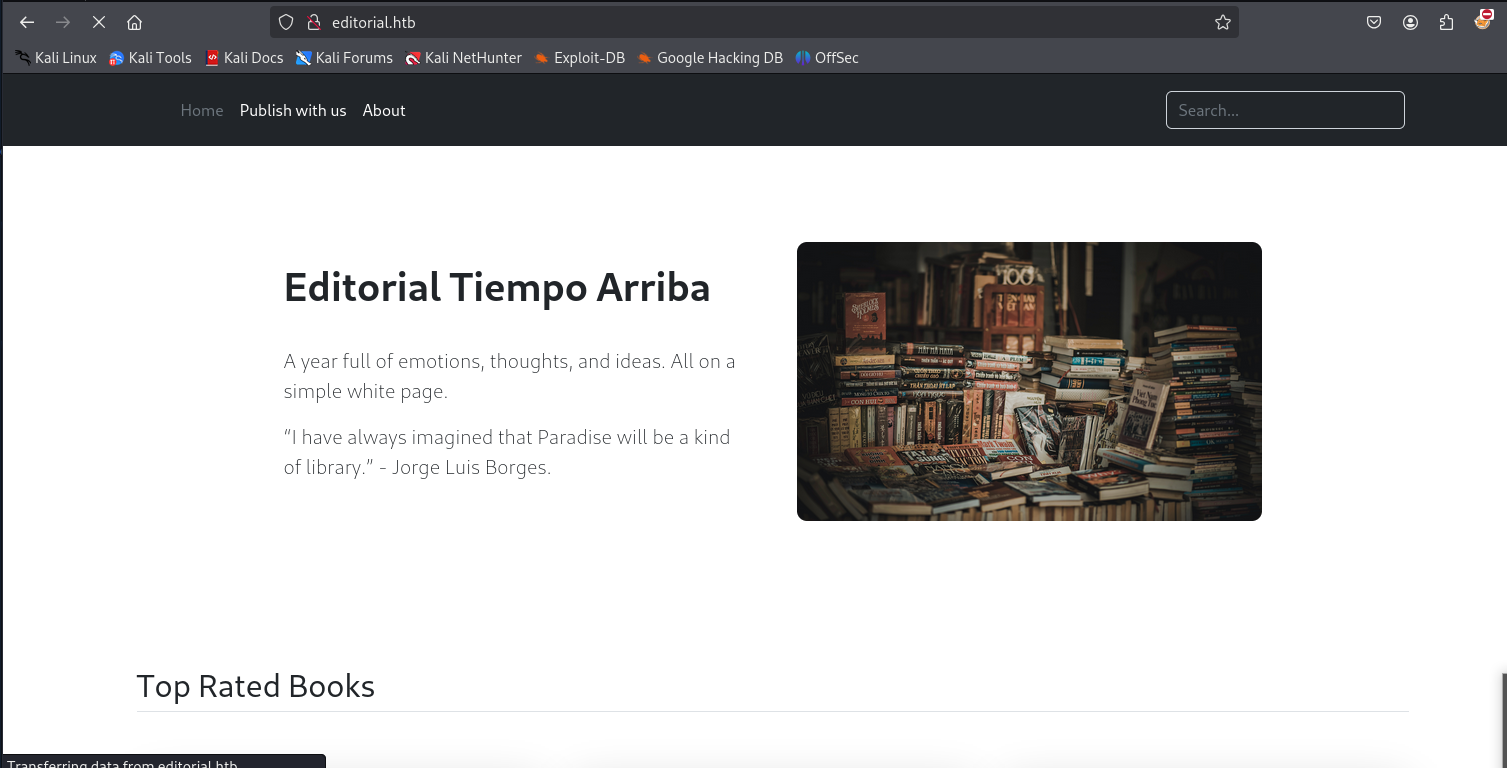 editorial.htb
Kali Linux Kali Tools Kali Docs Kali Forums Kali NetHunter Exploit-DB Google Hacking DB OffSec
Home Publish with us About Search...
Editorial Tiempo Arriba
A year full of emotions, thoughts, and ideas. All on a
simple white page.
“I have always imagined that Paradise will be a kind
of library.” - Jorge Luis Borges.
Top Rated Books
Transferring data from editorial.htb